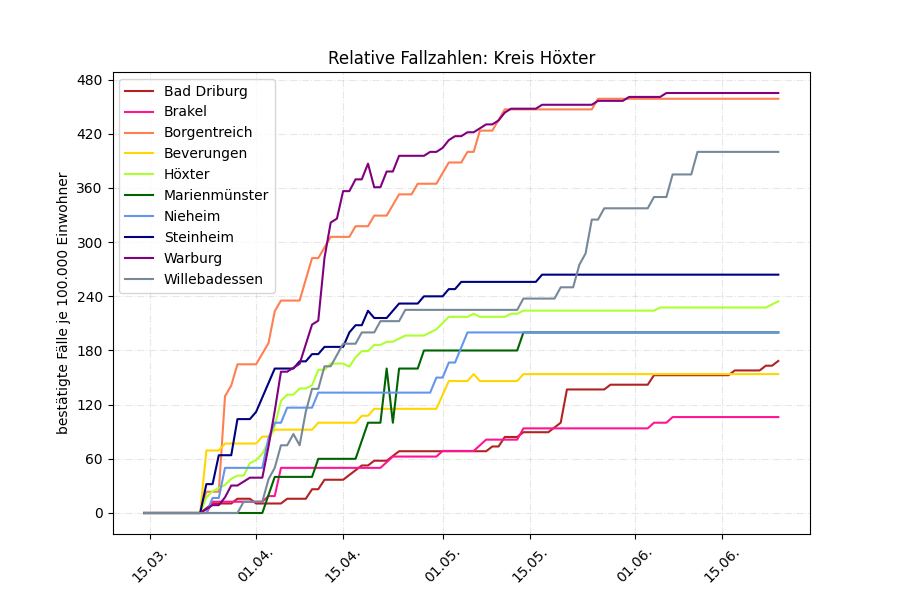 Relative Fallzahlen: Kreis Höxter
bestätigte Fälle je 100.000 Einwohner
480
420
360
300
240
180
120
60
0
Bad Driburg
Brakel
Borgentreich
Beverungen
Höxter
Marienmünster
Nieheim
Steinheim
Warburg
Willebadessen
15.03.
01.04.
15.04.
01.05.
15.05.
01.06.
15.06.